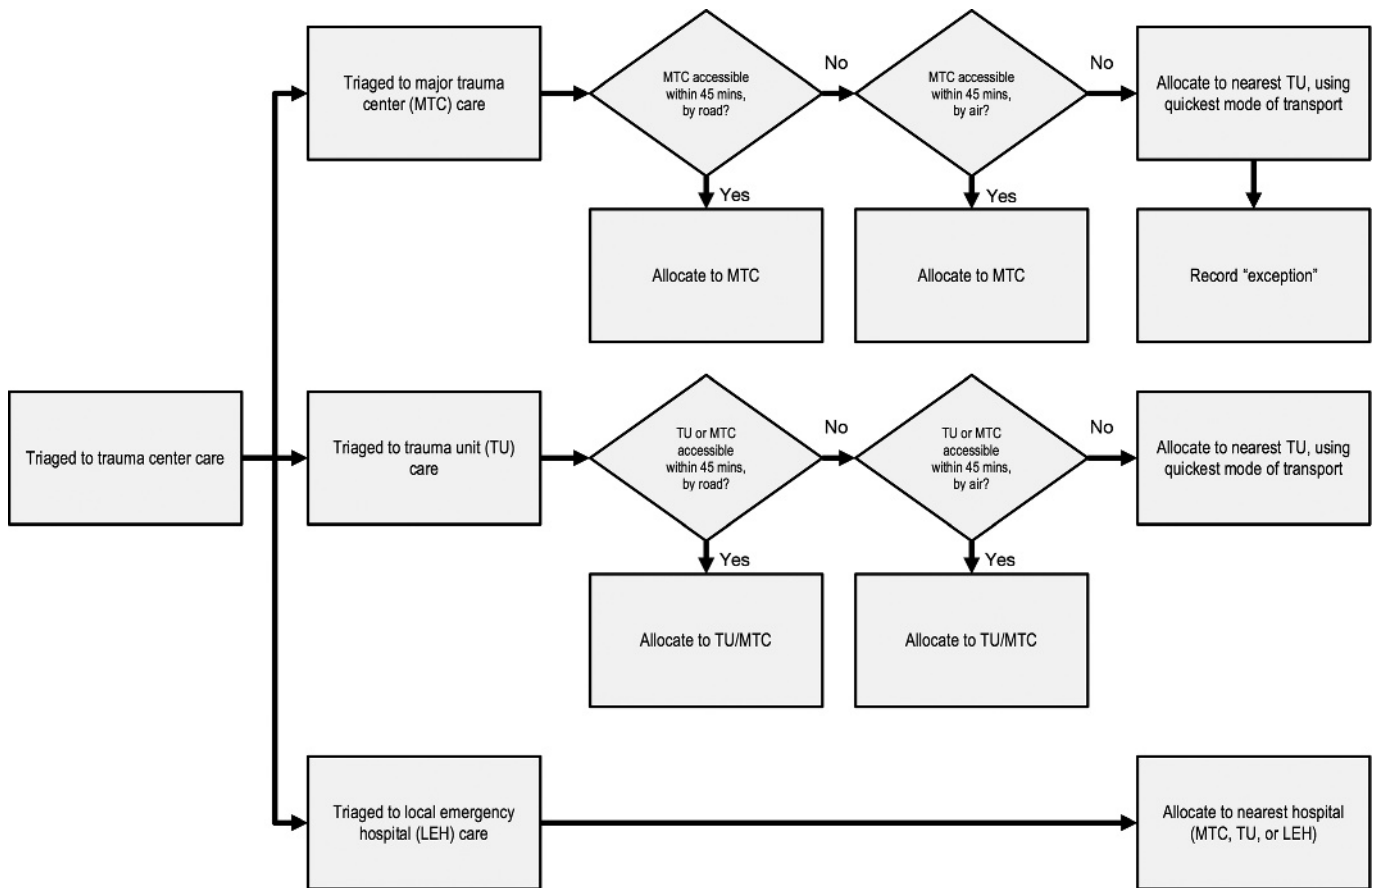 Triaged to major trauma
center (MTC) care
MTC accessible
within 45 mins,
by road?
No
MTC accessible
within 45 mins,
by air?
No
Allocate to nearest TU, using
quickest mode of transport
Yes
Yes
Allocate to MTC
Allocate to MTC
Record “exception”
Triaged to trauma center care
Triaged to trauma unit (TU)
care
TU or MTC
accessible
within 45 mins,
by road?
No
TU or MTC
accessible
within 45 mins,
by air?
No
Allocate to nearest TU, using
quickest mode of transport
Yes
Yes
Allocate to TU/MTC
Allocate to TU/MTC
Triaged to local emergency
hospital (LEH) care
Allocate to nearest hospital
(MTC, TU, or LEH)